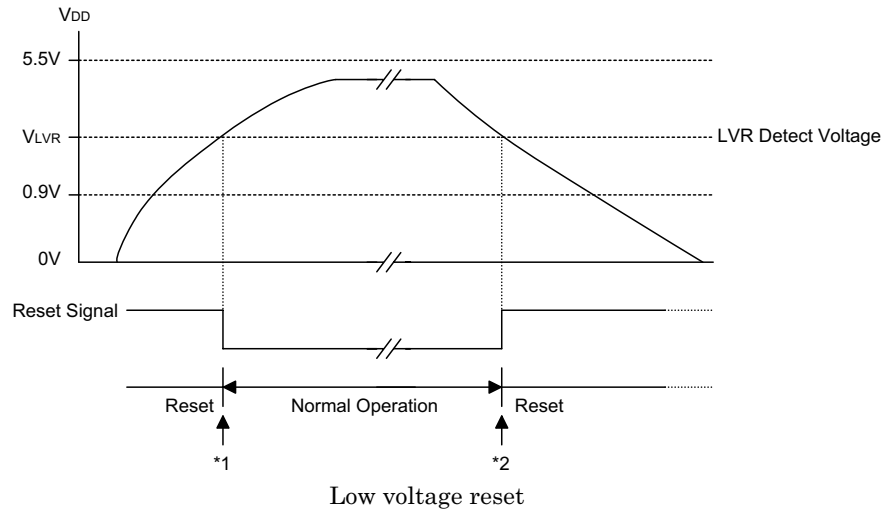 VDD
5.5V
VLVR
LVR Detect Voltage
0.9V
0V
Reset Signal
Reset
Normal Operation
Reset
*1
*2
Low voltage reset